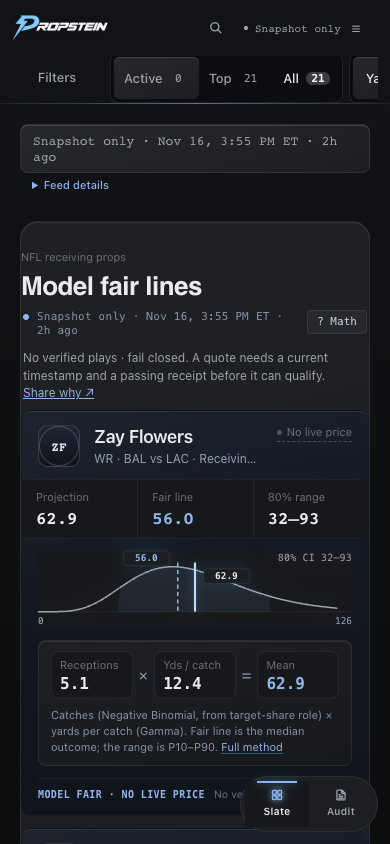 PROPSTEIN
• Snapshot only
Filters
Active 0 Top 21 All 21 Ya
Snapshot only · Nov 16, 3:55 PM ET · 2h
ago
Feed details
NFL receiving props
Model fair lines
Snapshot only · Nov 16, 3:55 PM ET ·
2h ago
? Math
No verified plays · fail closed. A quote needs a current
timestamp and a passing receipt before it can qualify.
Share why ↗
ZF
Zay Flowers
No live price
WR · BAL vs LAC · Receivin...
Projection Fair line 80% range
62.9 56.0 32–93
56.0
80% CI 32–93
62.9
0 126
Receptions Yds / catch Mean
5.1 × 12.4 = 62.9
Catches (Negative Binomial, from target-share role) ×
yards per catch (Gamma). Fair line is the median
outcome; the range is P10–P90. Full method
MODEL FAIR · NO LIVE PRICE No ve
Slate Audit